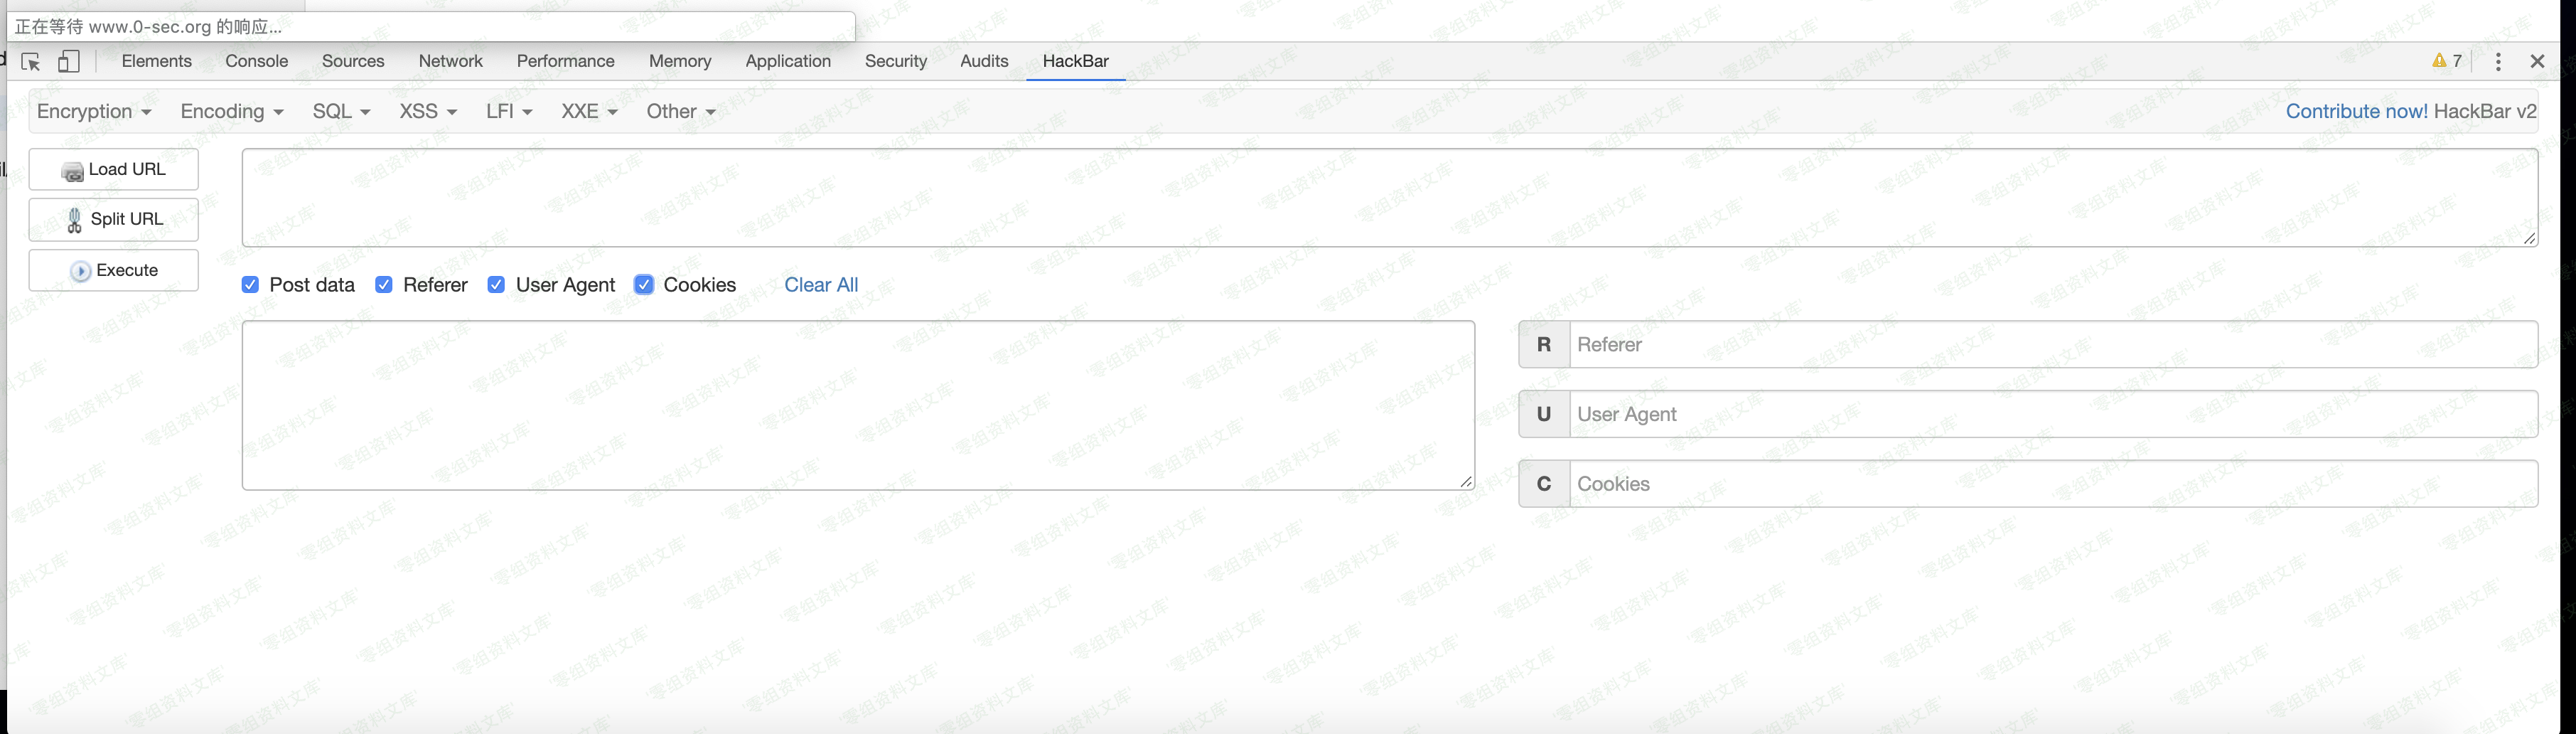 正在等待 www.0-sec.org 的响应...
Elements Console Sources Network Performance Memory Application Security Audits HackBar 7
Encryption Encoding SQL XSS LFI XXE Other Contribute now! HackBar v2
Load URL
Split URL
Execute
Post data Referer User Agent Cookies Clear All
R Referer
U User Agent
C Cookies
零组资料文库